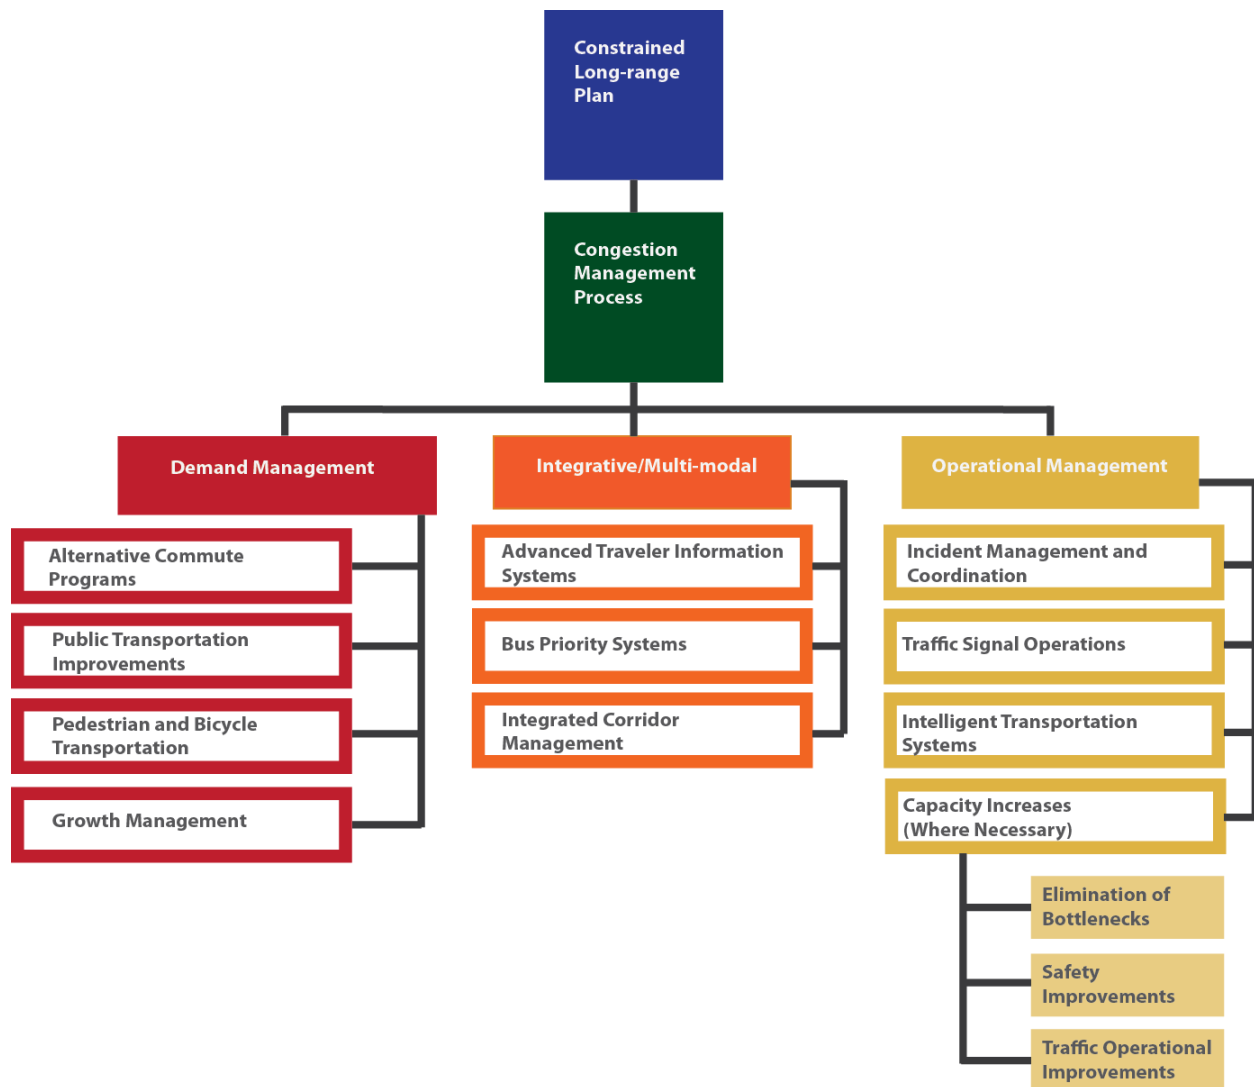 Constrained
Long-range
Plan
Congestion
Management
Process
Demand Management
Alternative Commute
Programs
Public Transportation
Improvements
Pedestrian and Bicycle
Transportation
Growth Management
Integrative/Multi-modal
Advanced Traveler Information
Systems
Bus Priority Systems
Integrated Corridor
Management
Operational Management
Incident Management and
Coordination
Traffic Signal Operations
Intelligent Transportation
Systems
Capacity Increases
(Where Necessary)
Elimination of
Bottlenecks
Safety
Improvements
Traffic Operational
Improvements